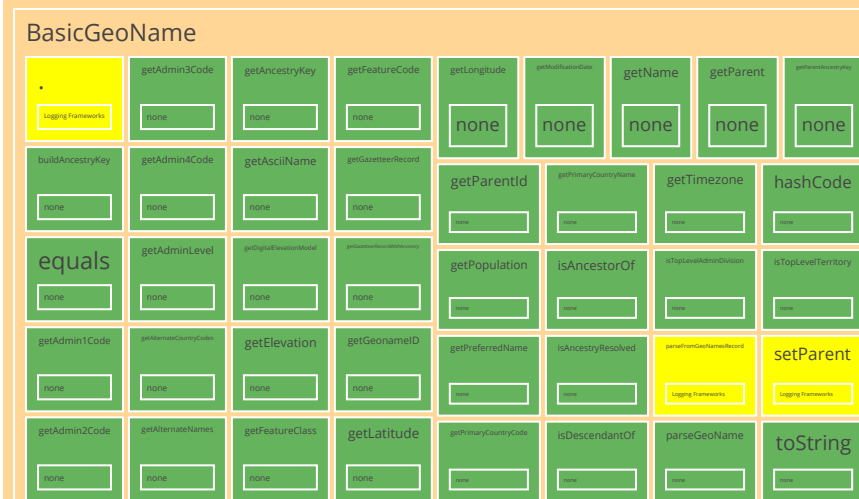 BasicGeoName
.
Logging Frameworks
getAdmin3Code
none
getAncestryKey
none
getFeatureCode
none
getLongitude
none
getModificationDate
none
getName
none
getParent
none
getParentAncestryKey
none
buildAncestryKey
none
getAdmin4Code
none
getAsciiName
none
getGazetteerRecord
none
getParentId
none
getPrimaryCountryName
none
getTimezone
none
hashCode
none
equals
none
getAdminLevel
none
getDigitalElevationModel
none
none
getPopulation
none
isAncestorOf
none
isTopLevelAdminDivision
none
isTopLevelTerritory
none
getAdmin1Code
none
getAlternateCountryCodes
none
getElevation
none
getGeonameID
none
getPreferredName
none
isAncestryResolved
none
parseFromGeoNamesRecord
Logging Frameworks
setParent
Logging Frameworks
getAdmin2Code
none
getAlternateNames
none
getFeatureClass
none
getLatitude
none
getPrimaryCountryCode
none
isDescendantOf
none
parseGeoName
none
toString
none